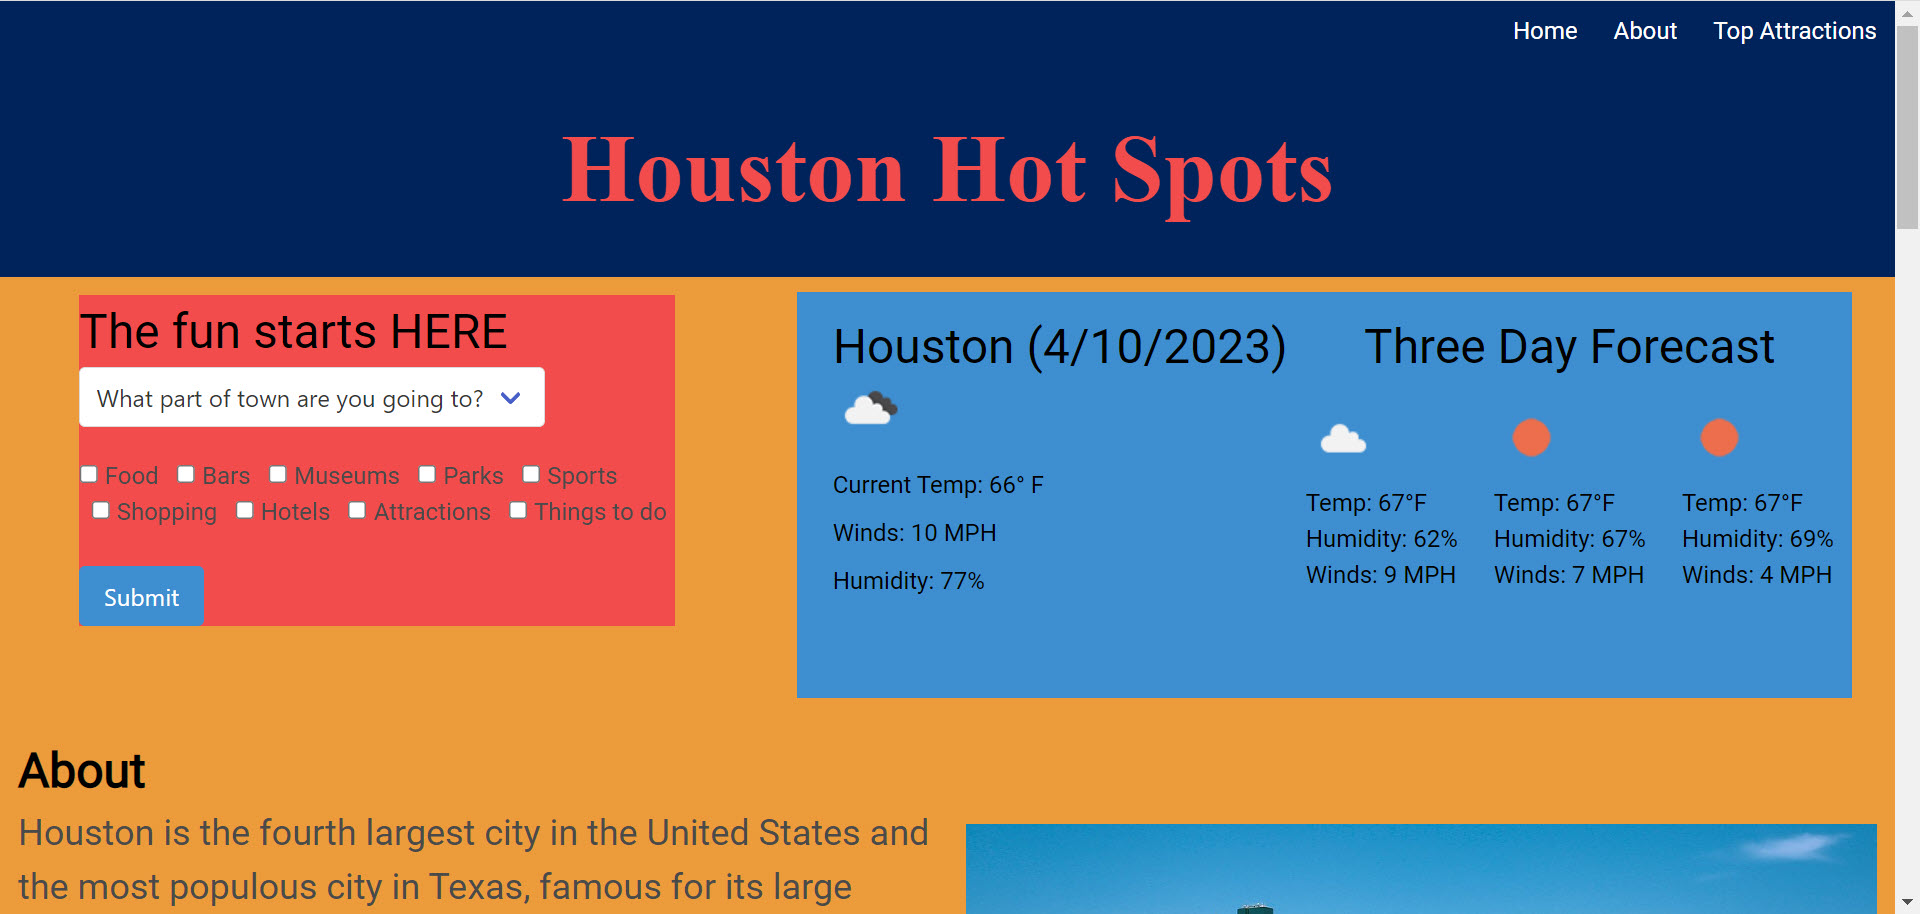 Home About Top Attractions
Houston Hot Spots
The fun starts HERE
What part of town are you going to?
Food Bars Museums Parks Sports
Shopping Hotels Attractions Things to do
Submit
Houston (4/10/2023)
Current Temp: 66° F
Winds: 10 MPH
Humidity: 77%
Three Day Forecast
Temp: 67°F
Humidity: 62%
Winds: 9 MPH
Temp: 67°F
Humidity: 67%
Winds: 7 MPH
Temp: 67°F
Humidity: 69%
Winds: 4 MPH
About
Houston is the fourth largest city in the United States and
the most populous city in Texas, famous for its large